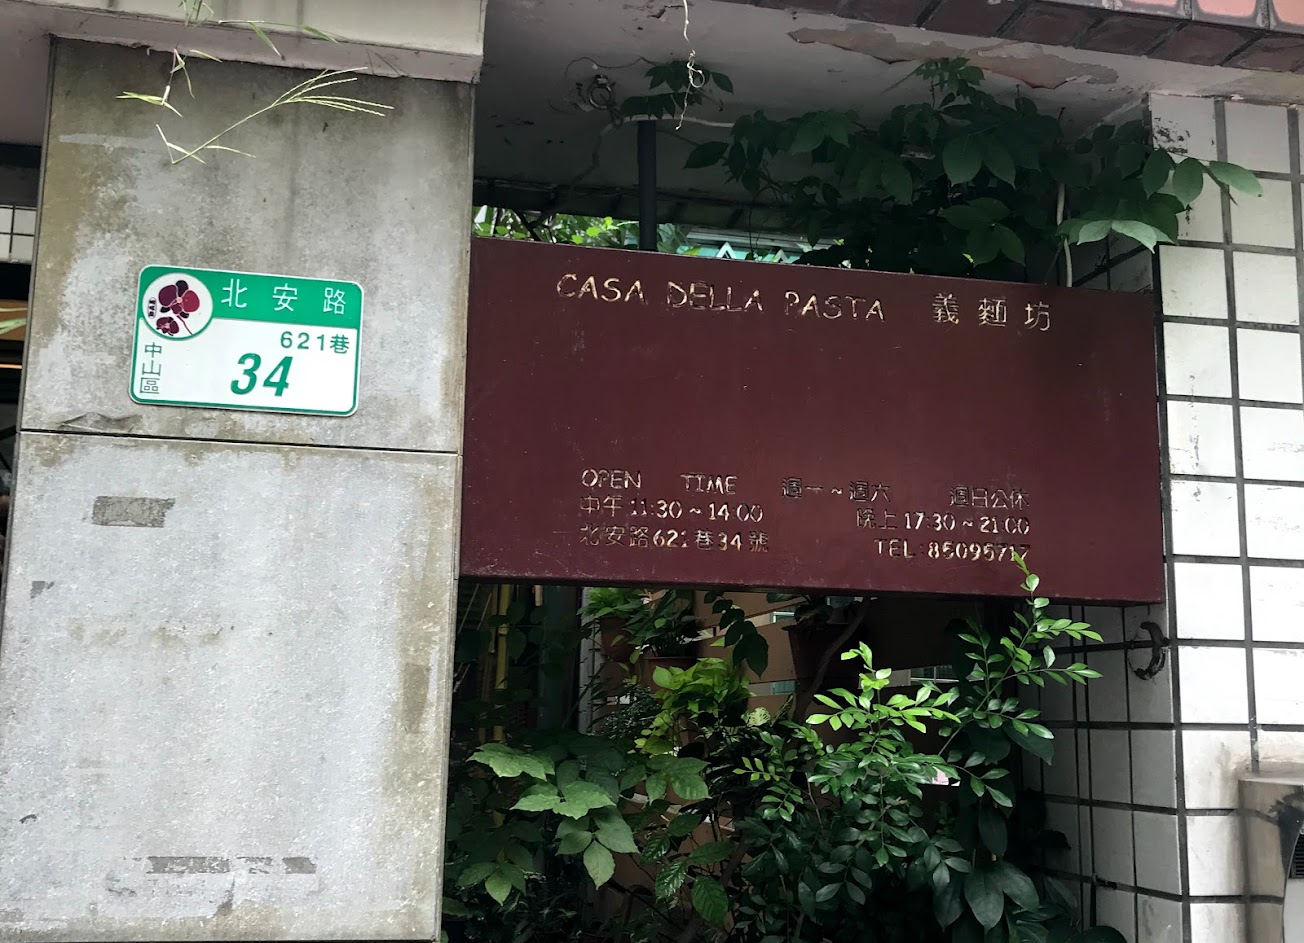 北安路
621巷
34
中山區
CASA DELLA PASTA 義麵坊
OPEN TIME 週一~週六 週日公休
中午 11:30~14:00 晚上 17:30~21:00
北安路621巷34號 TEL:85095717